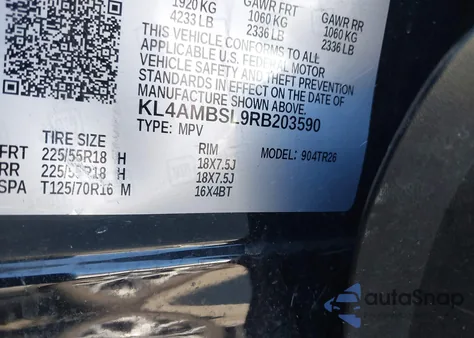 GVWR GAWR FRT GAWR RR
1920 KG 1060 KG 1060 KG
4233 LB 2336 LB 2336 LB
THIS VEHICLE CONFORMS TO ALL
APPLICABLE U.S. FEDERAL MOTOR
VEHICLE SAFETY AND THEFT
PREVENTION STANDARDS IN EFFECT
ON THE DATE OF MANUFACTURE SHOWN ABOVE.
KL4AMBSL9RB203590
TYPE: MPV MODEL: 904TR26
TIRE SIZE RIM
FRT 225/55R18 H 18X7.5J
RR 225/55R18 H 18X7.5J
SPA T125/70R16 M 16X4BT
autoSnap